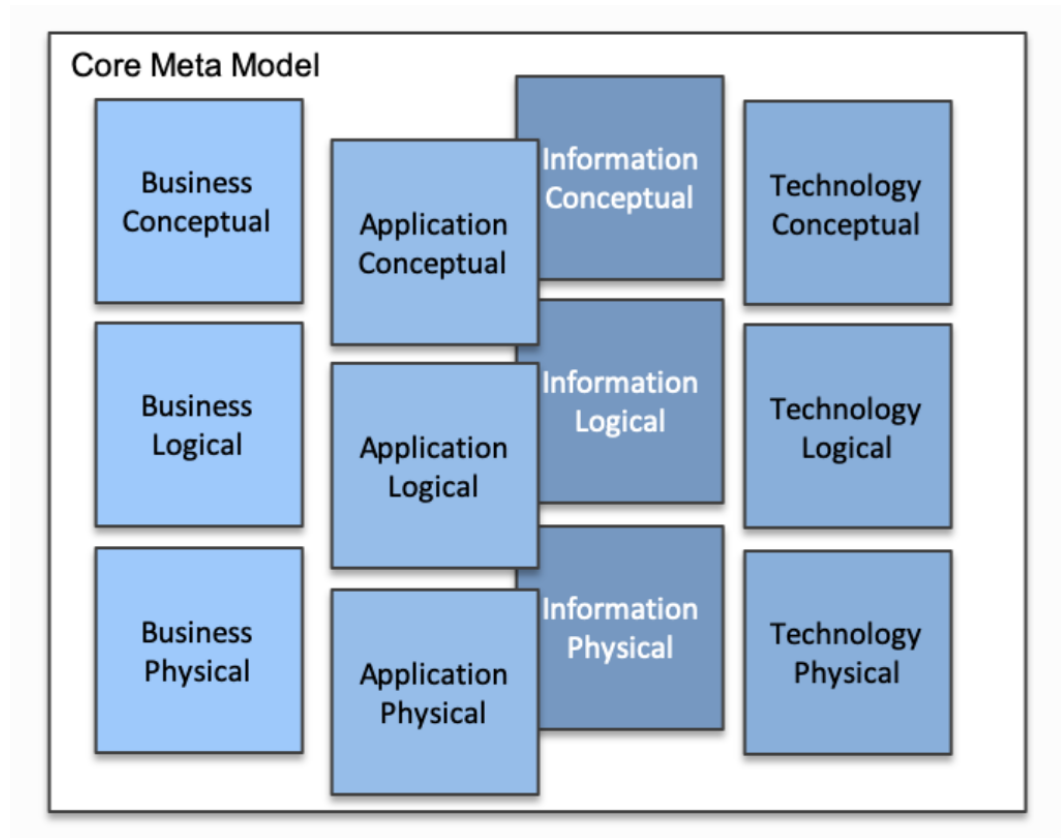 Core Meta Model
Business
Conceptual
Application
Conceptual
Information
Conceptual
Technology
Conceptual
Business
Logical
Application
Logical
Information
Logical
Technology
Logical
Business
Physical
Application
Physical
Information
Physical
Technology
Physical